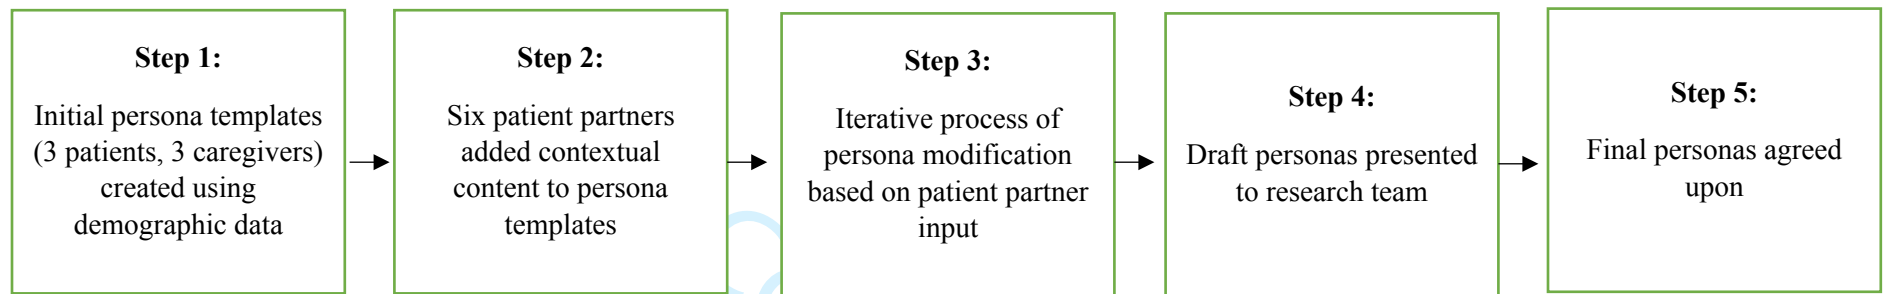 Step 1:
Initial persona templates
(3 patients, 3 caregivers)
created using
demographic data
Step 2:
Six patient partners
added contextual
content to persona
templates
Step 3:
Iterative process of
persona modification
based on patient partner
input
Step 4:
Draft personas presented
to research team
Step 5:
Final personas agreed
upon